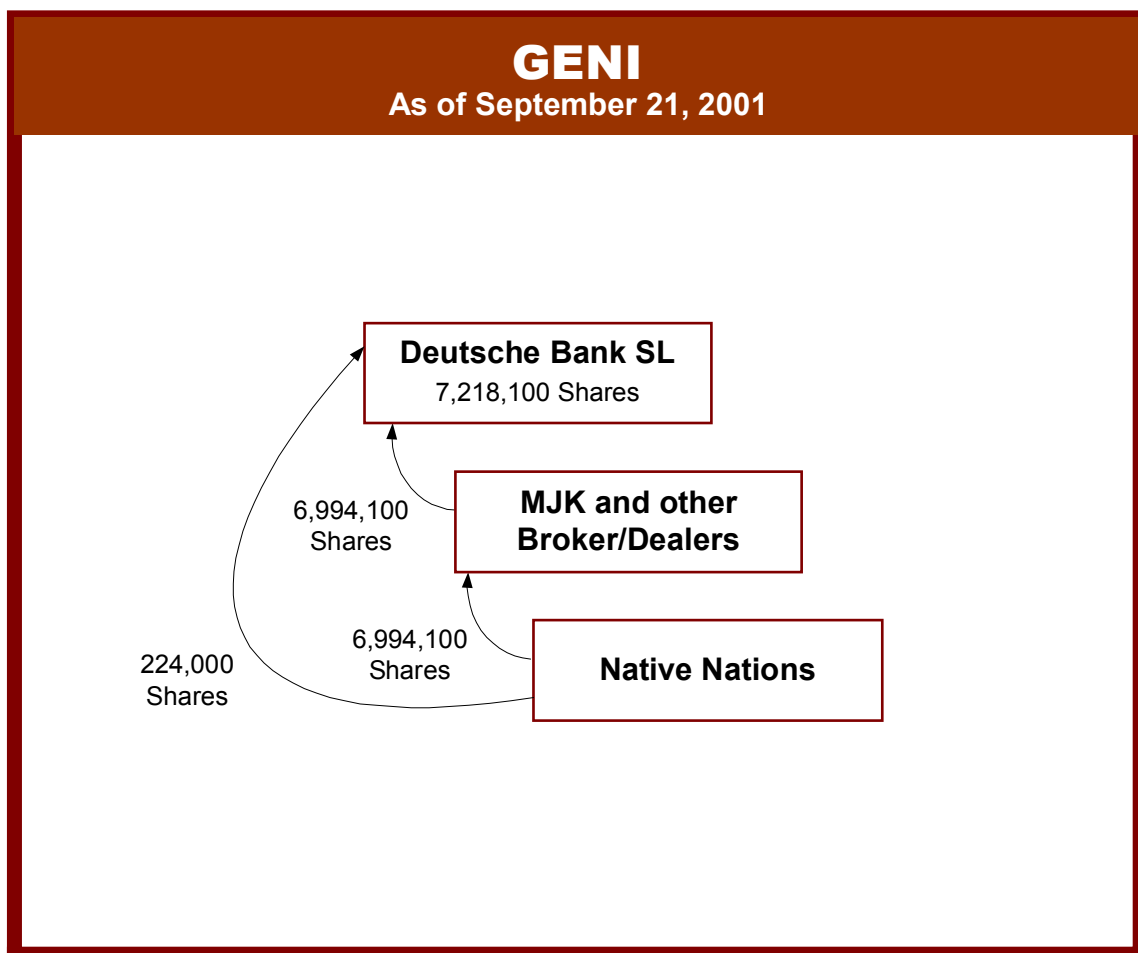 GENI
As of September 21, 2001
Deutsche Bank SL
7,218,100 Shares
6,994,100
Shares
MJK and other
Broker/Dealers
6,994,100
Shares
224,000
Shares
Native Nations